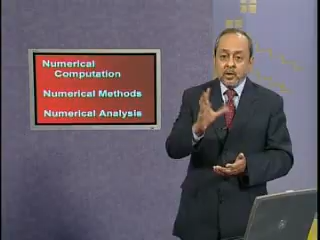 Numerical
Computation
Numerical Methods
Numerical Analysis